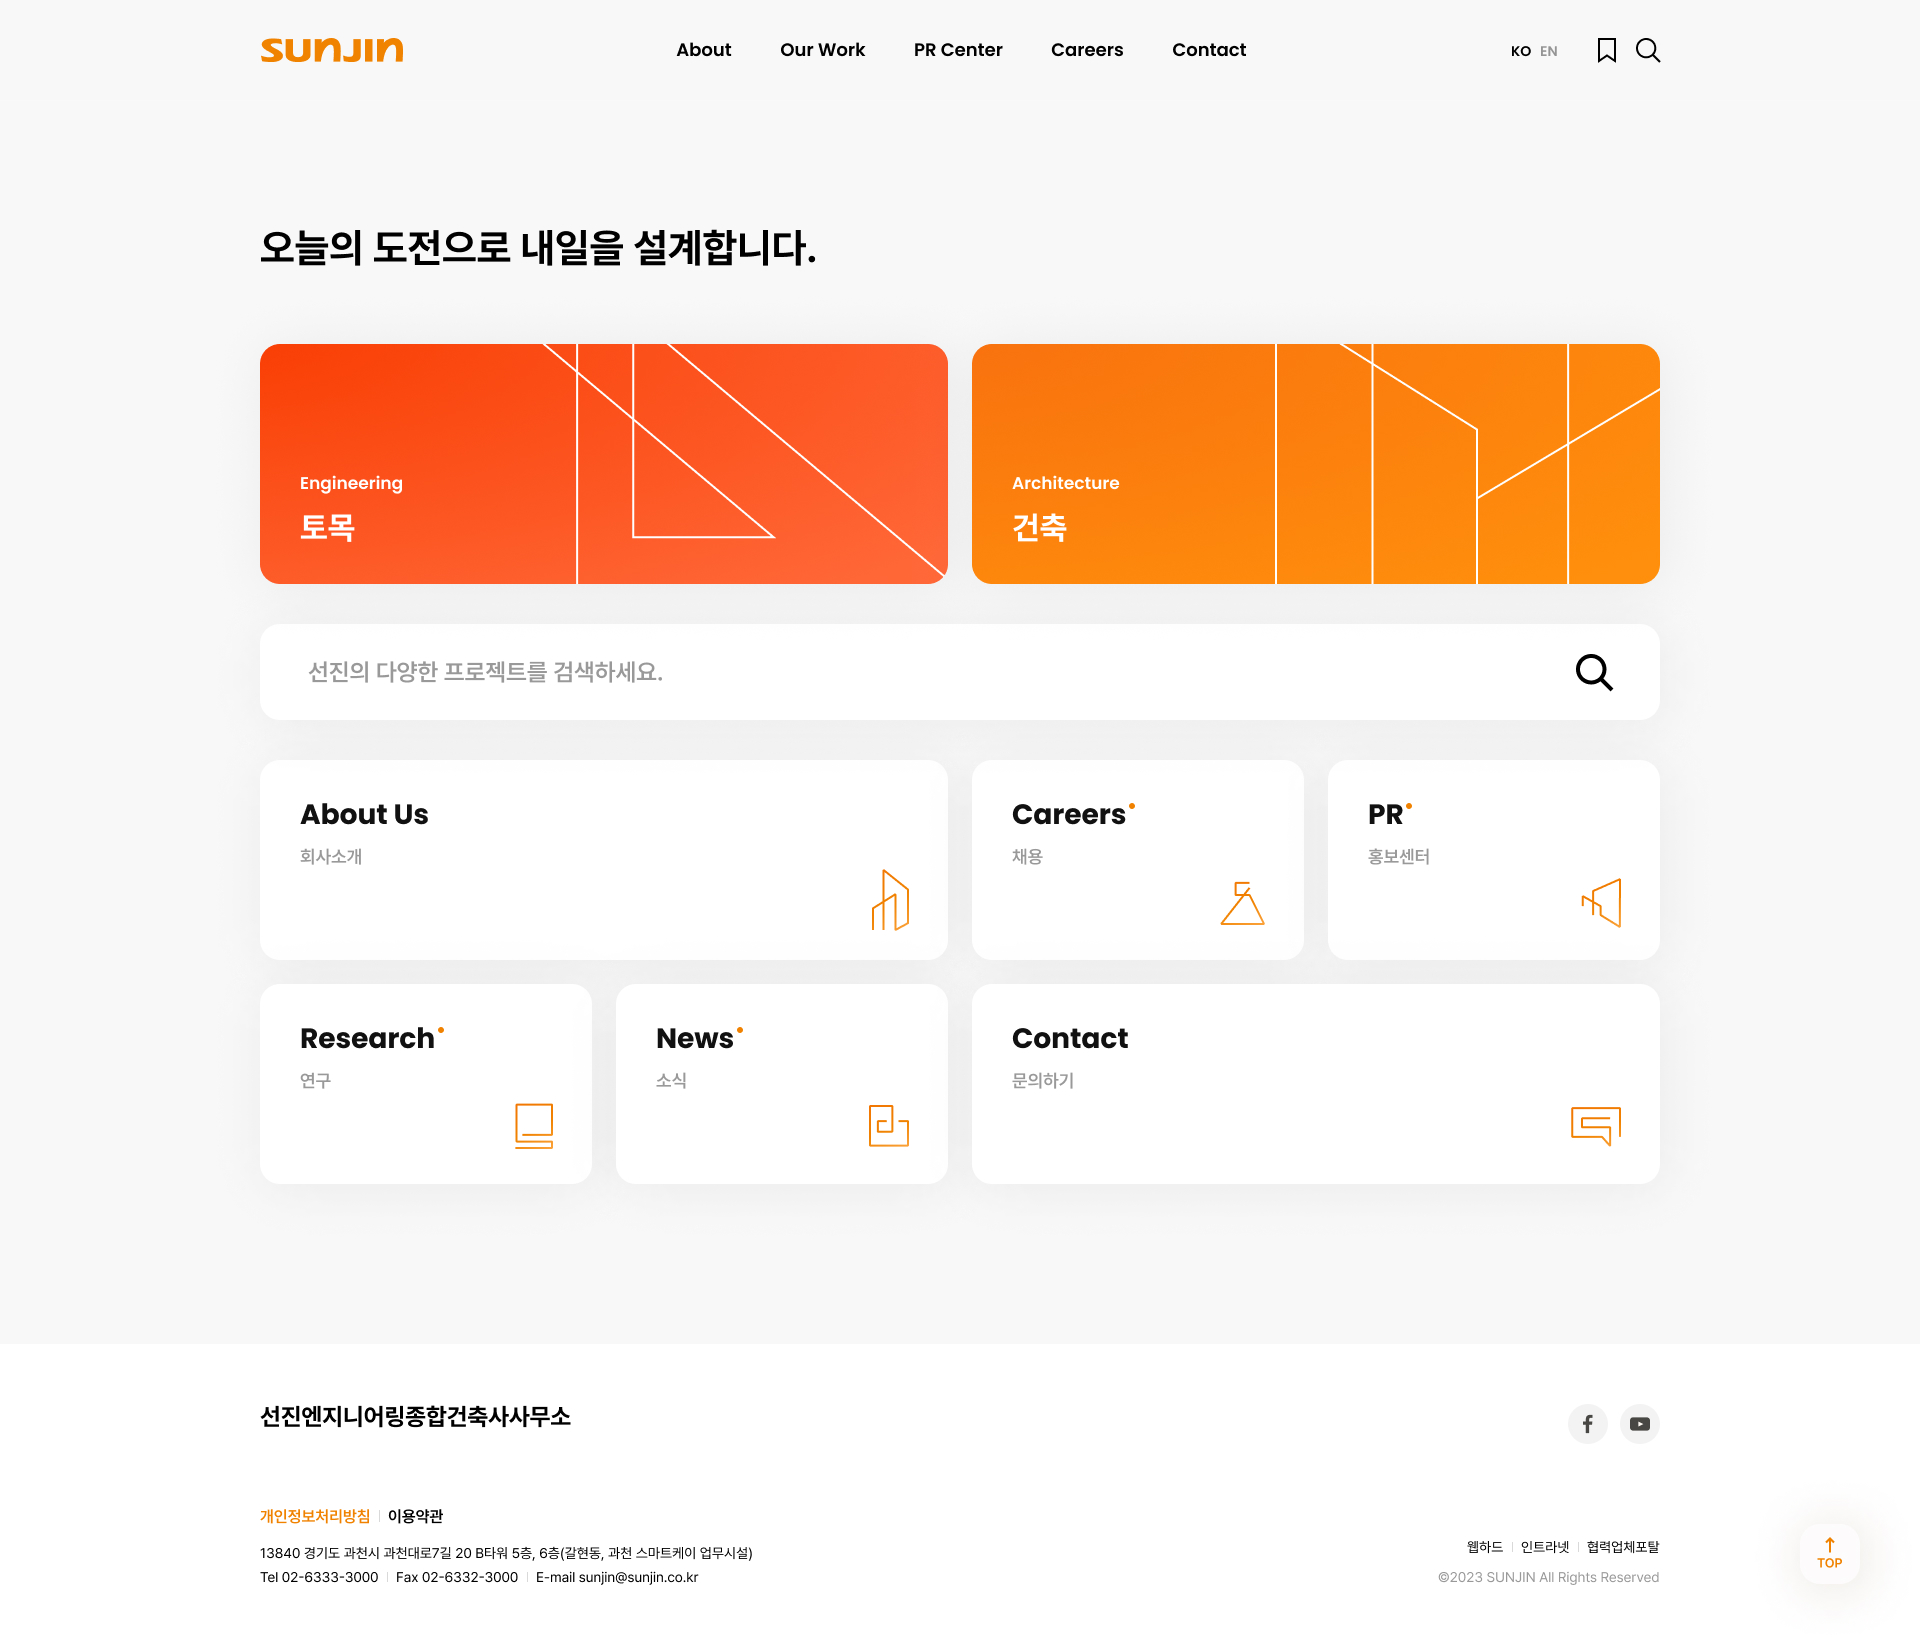 sunjin
About Our Work PR Center Careers Contact
KO EN
오늘의 도전으로 내일을 설계합니다.
Engineering
토목
Architecture
건축
선진의 다양한 프로젝트를 검색하세요.
About Us
회사소개
Careers
채용
PR
홍보센터
Research
연구
News
소식
Contact
문의하기
선진엔지니어링종합건축사사무소
개인정보처리방침 이용약관
13840 경기도 과천시 과천대로7길 20 B타워 5층, 6층(갈현동, 과천 스마트케이 업무시설)
Tel 02-6333-3000 Fax 02-6332-3000 E-mail sunjin@sunjin.co.kr
웹하드 인트라넷 협력업체포탈
©2023 SUNJIN All Rights Reserved
TOP